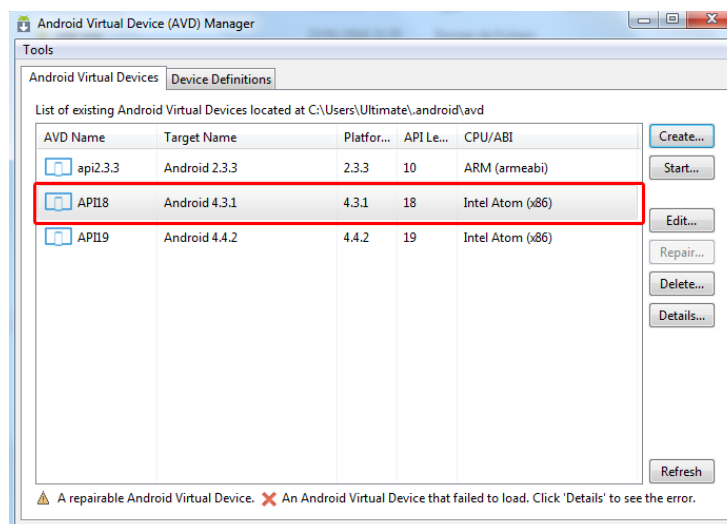 Android Virtual Device (AVD) Manager
Tools
Android Virtual Devices Device Definitions
List of existing Android Virtual Devices located at C:\Users\Ultimate\.android\avd
AVD Name Target Name Platfor... API Le... CPU/ABI
api2.3.3 Android 2.3.3 2.3.3 10 ARM (armeabi)
API18 Android 4.3.1 4.3.1 18 Intel Atom (x86)
API19 Android 4.4.2 4.4.2 19 Intel Atom (x86)
Create...
Start...
Edit...
Repair...
Delete...
Details...
Refresh
A repairable Android Virtual Device. An Android Virtual Device that failed to load. Click 'Details' to see the error.